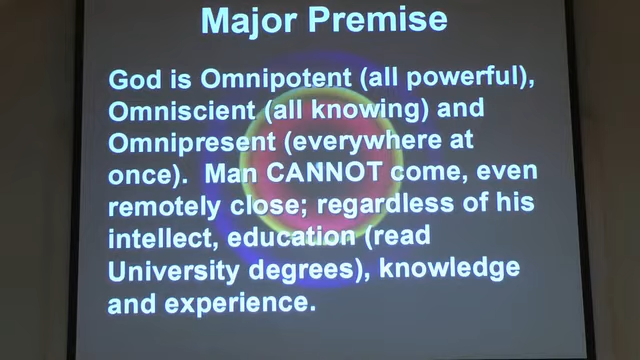 Major Premise
God is Omnipotent (all powerful),
Omniscient (all knowing) and
Omnipresent (everywhere at
once).  Man CANNOT come, even
remotely close; regardless of his
intellect, education (read
University degrees), knowledge
and experience.